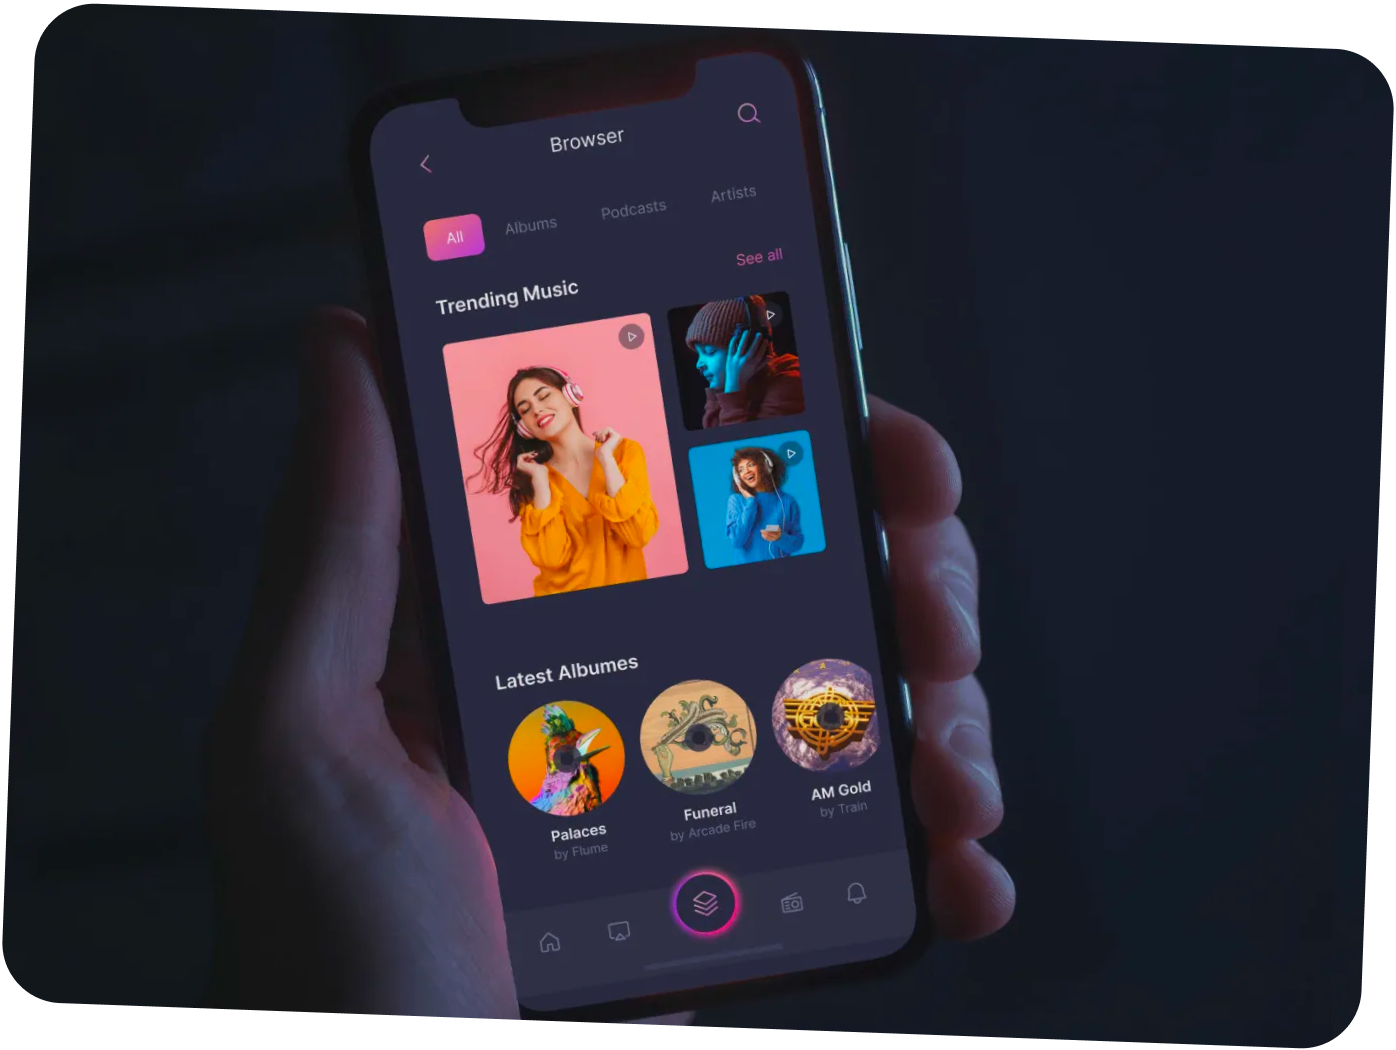 Browser
All
Albums
Podcasts
Artists
See all
Trending Music
Latest Albumes
Palaces
by Flume
Funeral
by Arcade Fire
AM Gold
by Train